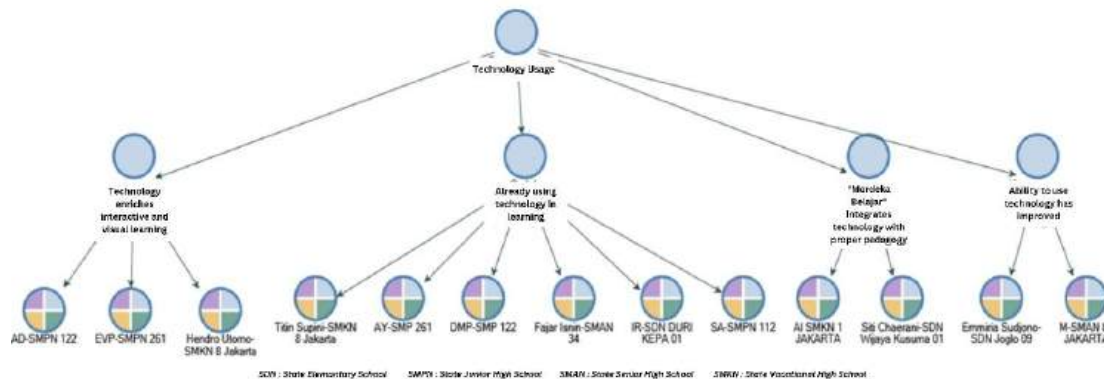 Technology Usage
Technology
enriches
interactive and
visual learning
Already using
technology in
learning
"Merdeka
Belajar"
Integrates
technology with
proper pedagogy
Ability to use
technology has
improved
AD-SMPN 122
EVP-SMPN 261
Hendro Utomo-
SMKN 8 Jakarta
Titin Supini-SMKN
8 Jakarta
AY-SMP 261
DMP-SMP 122
Fajar Isnin-SMAN
34
IR-SDN DURI
KEPA 01
SA-SMPN 112
AI SMKN 1
JAKARTA
Siti Chaerani-SDN
Wijaya Kusuma 01
Emmiria Sudjono-
SDN Joglo 09
M-SMAN
JAKARTA
SDN : State Elementary School SMPN : State Junior High School SMAN : State Senior High School SMKN : State Vocational High School